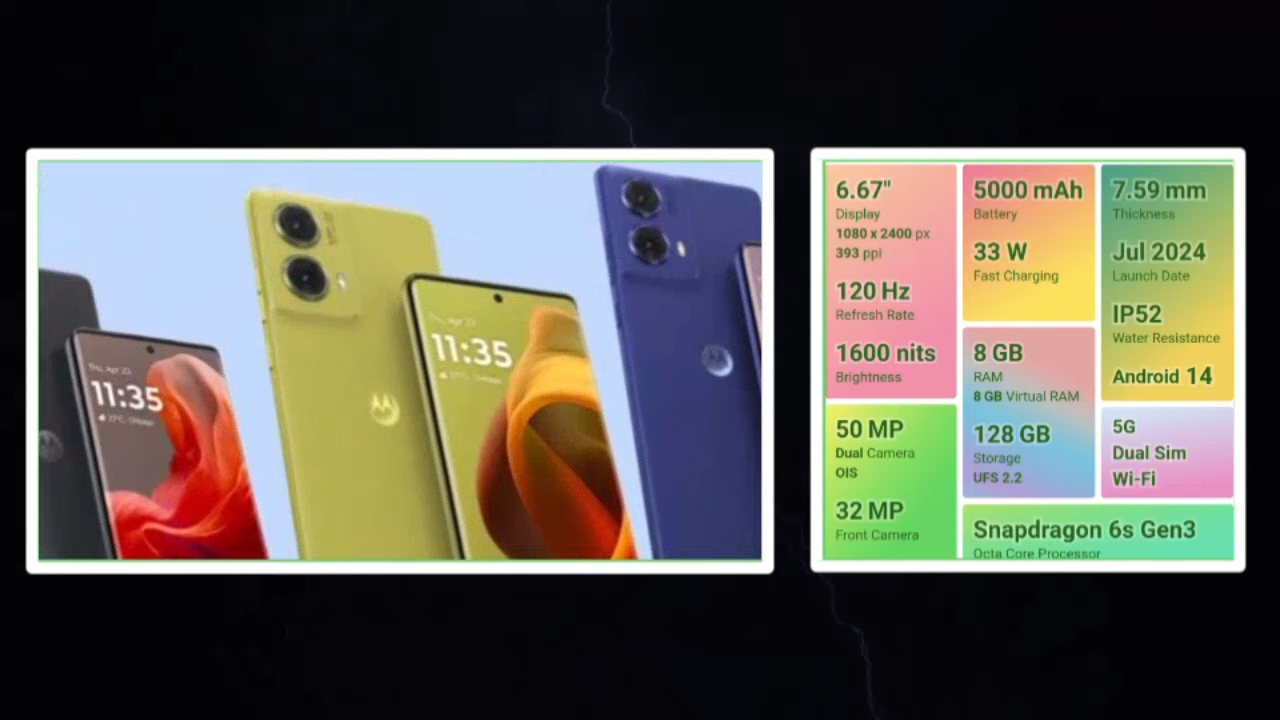 Thu, Apr 23
11:35
11:35
6.67"
Display
1080 x 2400 px
393 ppi
120 Hz
Refresh Rate
1600 nits
Brightness
50 MP
Dual Camera
OIS
32 MP
Front Camera
5000 mAh
Battery
33 W
Fast Charging
8 GB
RAM
8 GB Virtual RAM
128 GB
Storage
UFS 2.2
7.59 mm
Thickness
Jul 2024
Launch Date
IP52
Water Resistance
Android 14
5G
Dual Sim
Wi-Fi
Snapdragon 6s Gen3
Octa Core Processor